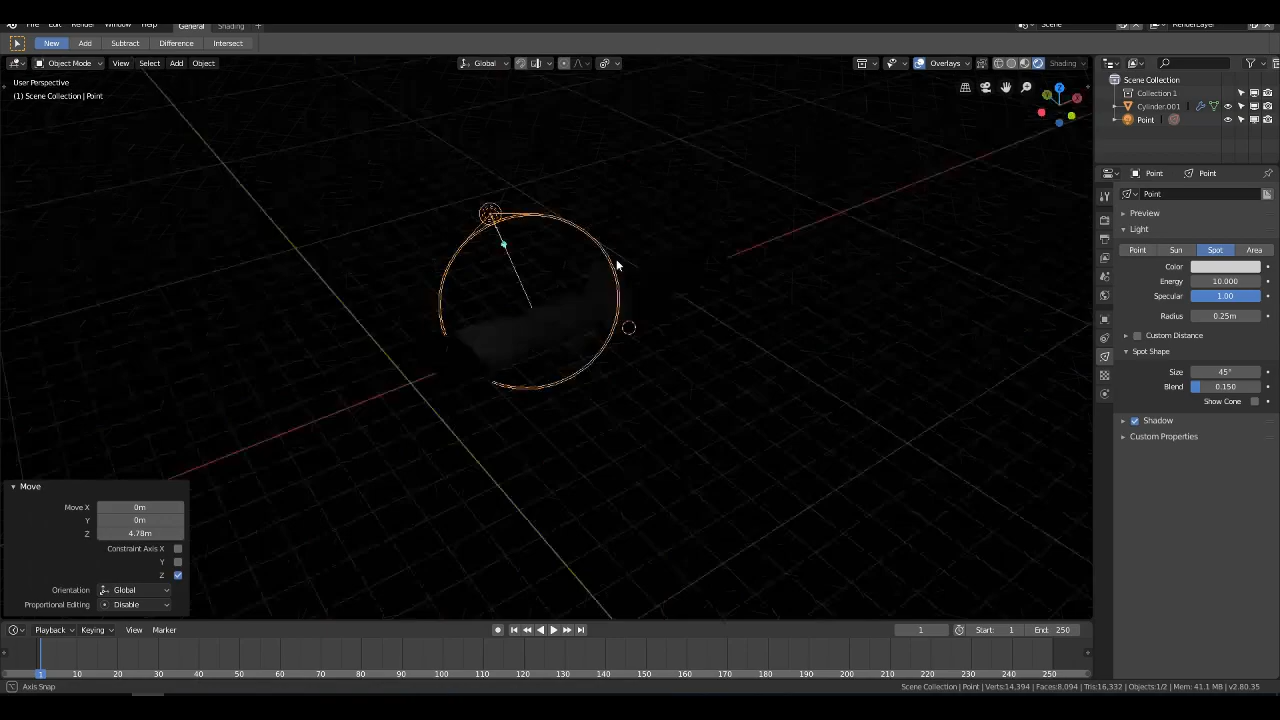 File Edit Render Window Help General Shading + Scene RenderLayer
New Add Subtract Difference Intersect
Object Mode View Select Add Object Global Overlays Shading
User Perspective
(1) Scene Collection | Point
Scene Collection
Collection 1
Cylinder.001
Point
Point Point
Point
Preview
Light
Point Sun Spot Area
Color
Energy 10.000
Specular 1.00
Radius 0.25m
Custom Distance
Spot Shape
Size 45°
Blend 0.150
Show Cone
Shadow
Custom Properties
Move
Move X 0m
Y 0m
Z 4.78m
Constraint Axis X
Y
Z
Orientation Global
Proportional Editing Disable
Playback Keying View Marker 1 Start: 1 End: 250
1 10 20 30 40 50 60 70 80 90 100 110 120 130 140 150 160 170 180 190 200 210 220 230 240 250
Axis Snap Scene Collection | Point | Verts:14,394 | Faces:8,094 | Tris:16,332 | Objects:1/2 | Mem: 41.1 MB | v2.80.35